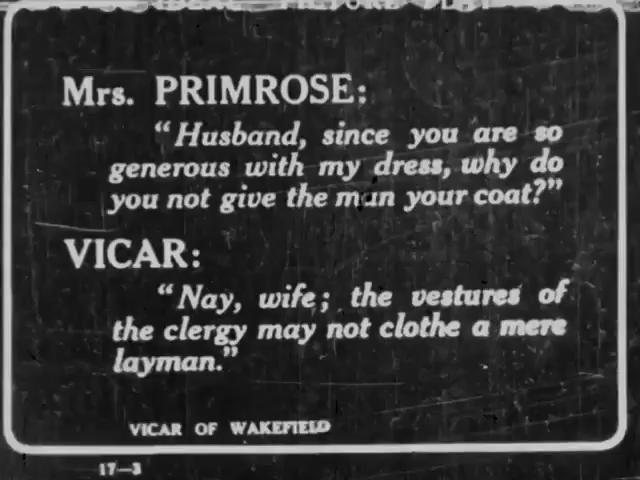 Mrs. PRIMROSE:
"Husband, since you are so
generous with my dress, why do
you not give the man your coat?"
VICAR:
"Nay, wife; the vestures of
the clergy may not clothe a mere
layman."
VICAR OF WAKEFIELD
17-3